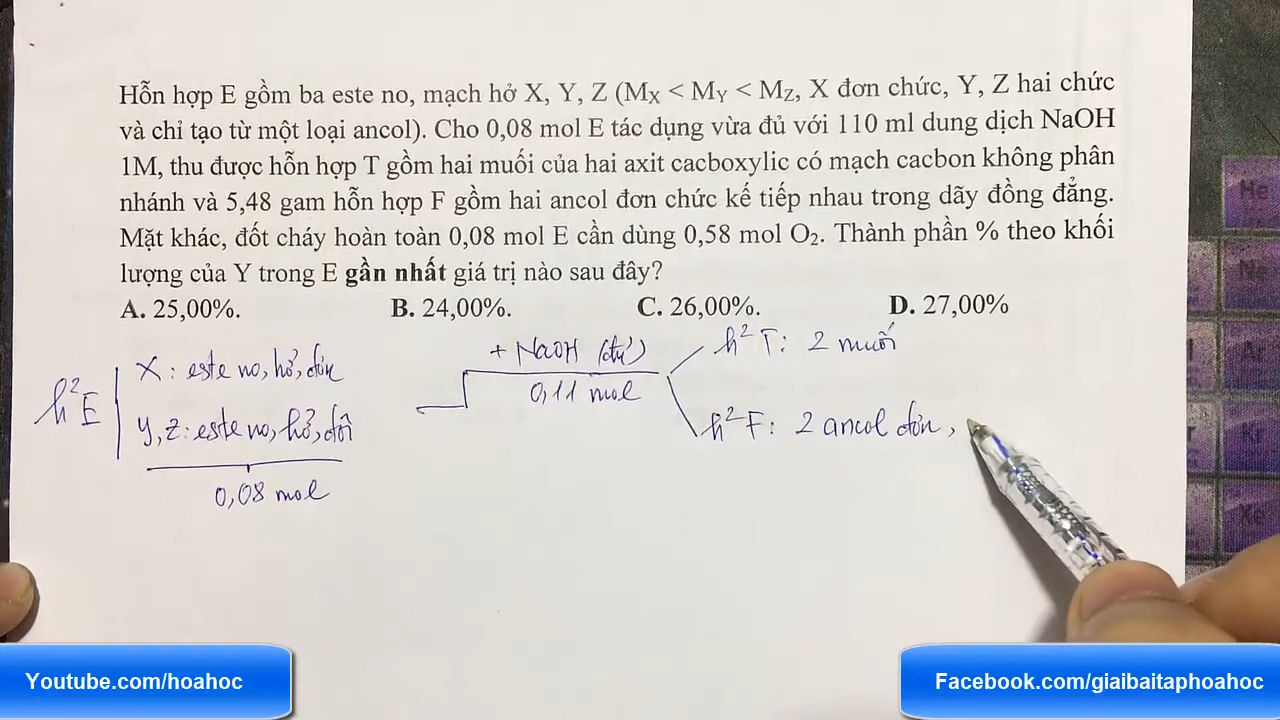 Hỗn hợp E gồm ba este no, mạch hở X, Y, Z (MX < MY < MZ, X đơn chức, Y, Z hai chức
và chỉ tạo từ một loại ancol). Cho 0,08 mol E tác dụng vừa đủ với 110 ml dung dịch NaOH
1M, thu được hỗn hợp T gồm hai muối của hai axit cacboxylic có mạch cacbon không phân
nhánh và 5,48 gam hỗn hợp F gồm hai ancol đơn chức kế tiếp nhau trong dãy đồng đẳng.
Mặt khác, đốt cháy hoàn toàn 0,08 mol E cần dùng 0,58 mol O2. Thành phần % theo khối
lượng của Y trong E gần nhất giá trị nào sau đây?
A. 25,00%. B. 24,00%. C. 26,00%. D. 27,00%
h² E
X : este no, hở, đơn
Y, Z : este no, hở, đôi
0,08 mol
+ NaOH (đủ)
0,11 mol
h² T : 2 muối
h² F : 2 ancol đơn,
He
Ne
Ar
Kr
Xe
Youtube.com/hoahoc
Facebook.com/giaibaitaphoahoc